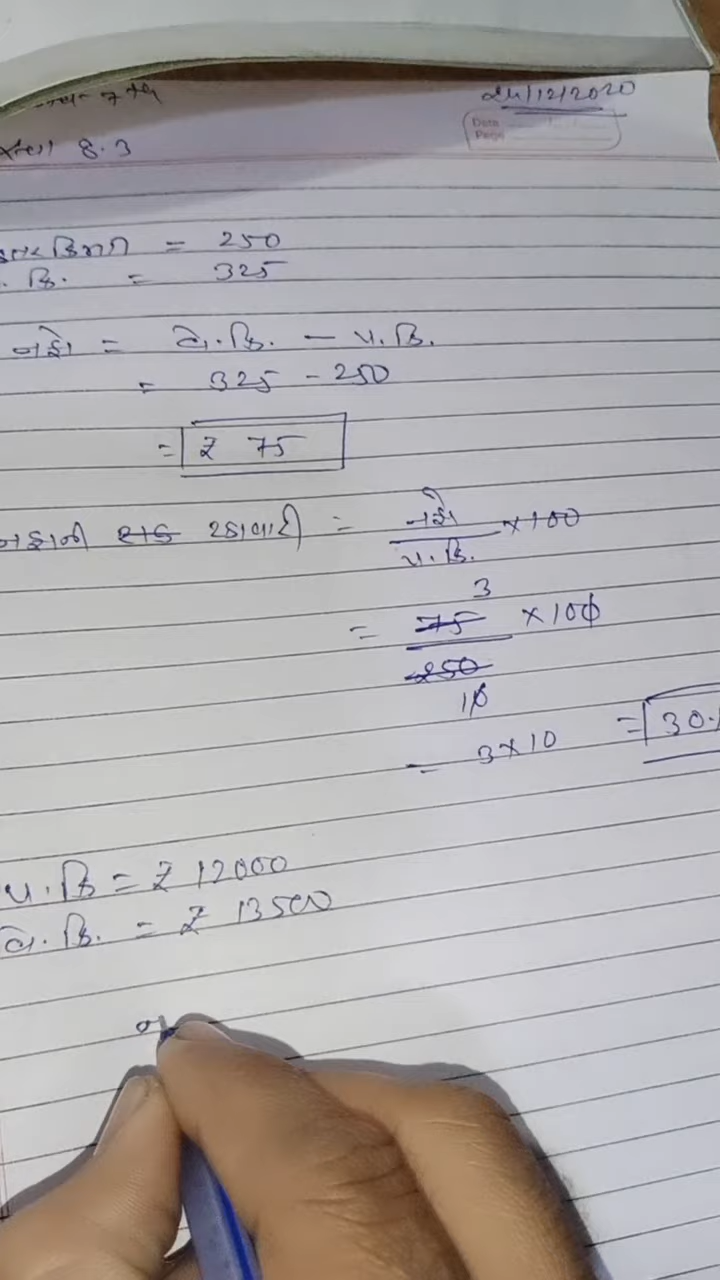 24/12/2020
Date
Page
8.3
કિંમત = 250
. કિં. = 325
નફો = વે.કિં. - પ.કિં.
= 325 - 250
= ₹ 75
નફાની ટકાવારી = નફો / પ.કિં. ×100
3
= 75 / 250 ×100
10
= 3×10 = 30.
પ.કિં = ₹ 12000
વે.કિં. = ₹ 13500